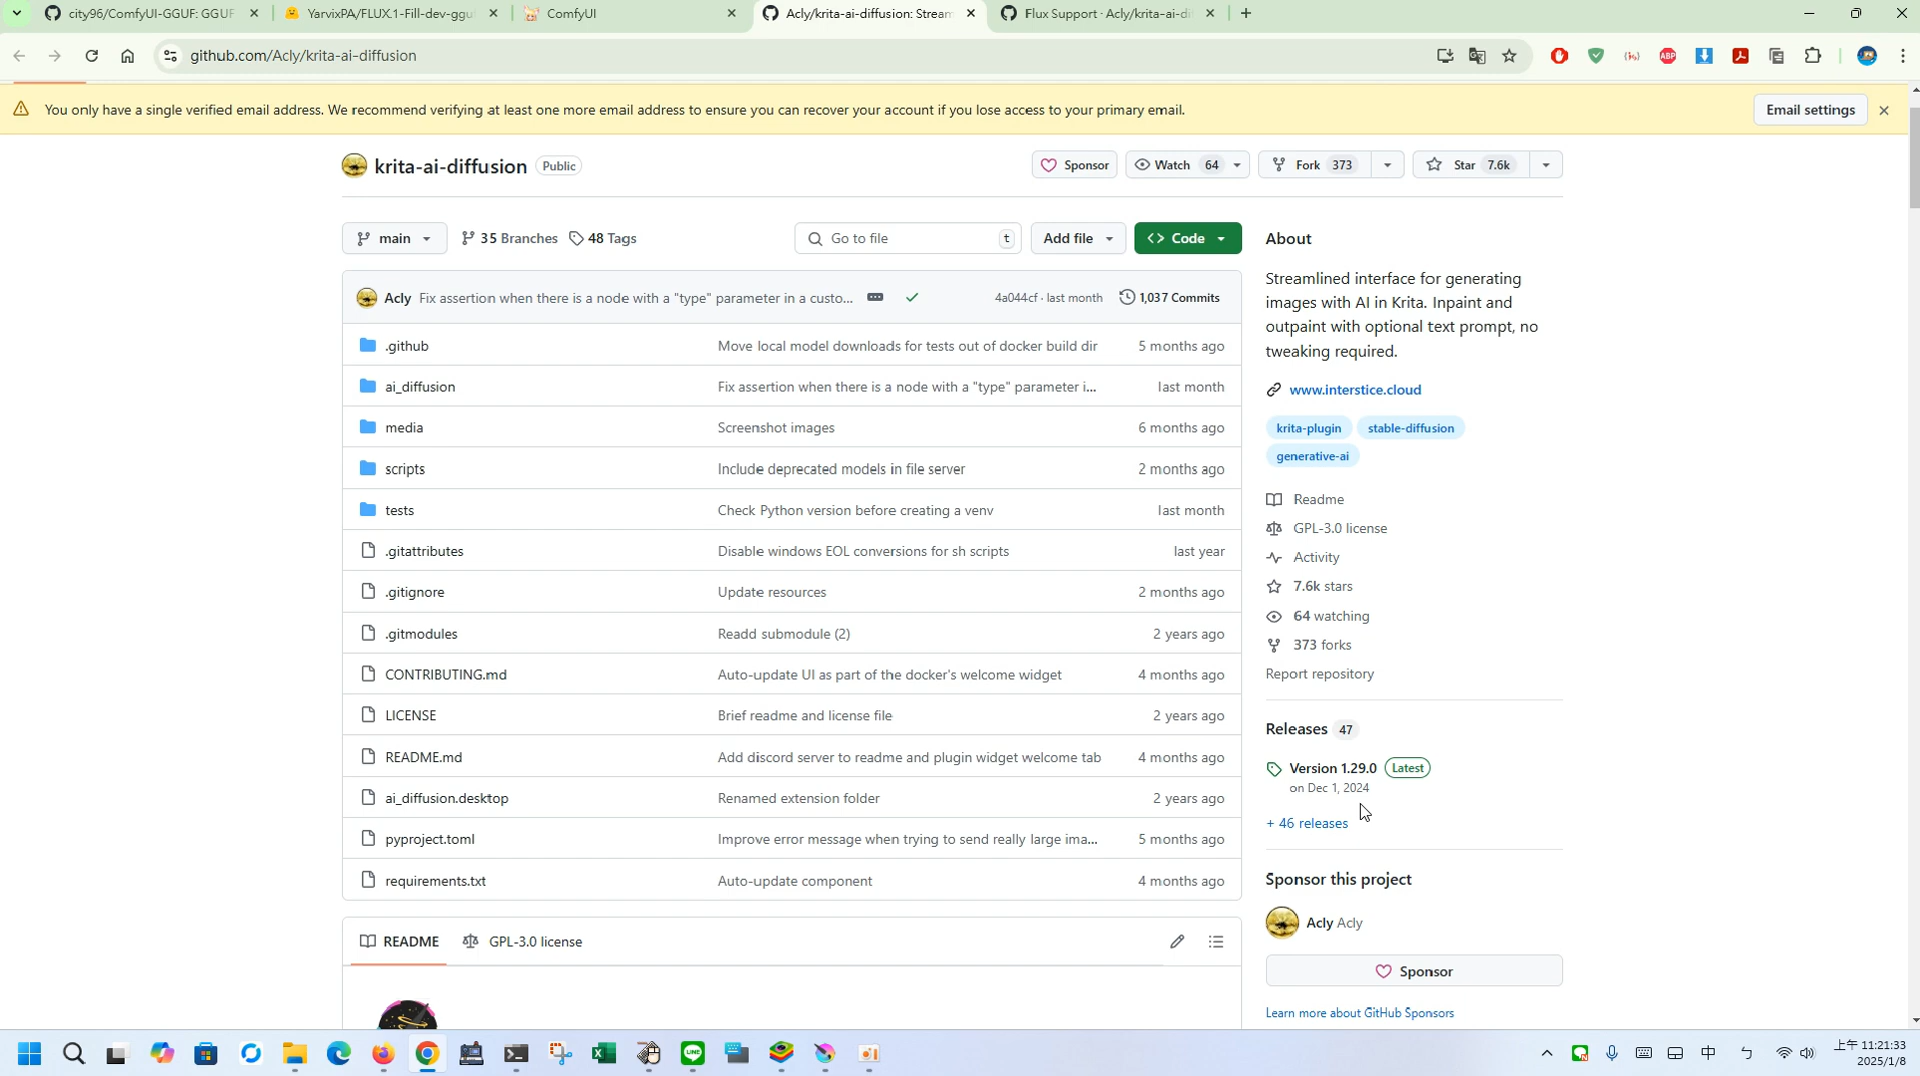 city96/ComfyUI-GGUF: GGUF
YarvixPA/FLUX.1-Fill-dev-ggu
ComfyUI
Acly/krita-ai-diffusion: Stream
Flux Support · Acly/krita-ai-di
github.com/Acly/krita-ai-diffusion
You only have a single verified email address. We recommend verifying at least one more email address to ensure you can recover your account if you lose access to your primary email.
Email settings
krita-ai-diffusion Public
Sponsor
Watch 64
Fork 373
Star 7.6k
main
35 Branches
48 Tags
Go to file t
Add file
Code
Acly Fix assertion when there is a node with a "type" parameter in a custo... 4a044cf · last month 1,037 Commits
.github Move local model downloads for tests out of docker build dir 5 months ago
ai_diffusion Fix assertion when there is a node with a "type" parameter i... last month
media Screenshot images 6 months ago
scripts Include deprecated models in file server 2 months ago
tests Check Python version before creating a venv last month
.gitattributes Disable windows EOL conversions for sh scripts last year
.gitignore Update resources 2 months ago
.gitmodules Readd submodule (2) 2 years ago
CONTRIBUTING.md Auto-update UI as part of the docker's welcome widget 4 months ago
LICENSE Brief readme and license file 2 years ago
README.md Add discord server to readme and plugin widget welcome tab 4 months ago
ai_diffusion.desktop Renamed extension folder 2 years ago
pyproject.toml Improve error message when trying to send really large ima... 5 months ago
requirements.txt Auto-update component 4 months ago
README
GPL-3.0 license
About
Streamlined interface for generating
images with AI in Krita. Inpaint and
outpaint with optional text prompt, no
tweaking required.
www.interstice.cloud
krita-plugin stable-diffusion
generative-ai
Readme
GPL-3.0 license
Activity
7.6k stars
64 watching
373 forks
Report repository
Releases 47
Version 1.29.0 Latest
on Dec 1, 2024
+ 46 releases
Sponsor this project
Acly Acly
Sponsor
Learn more about GitHub Sponsors
中
上午 11:21:33
2025/1/8